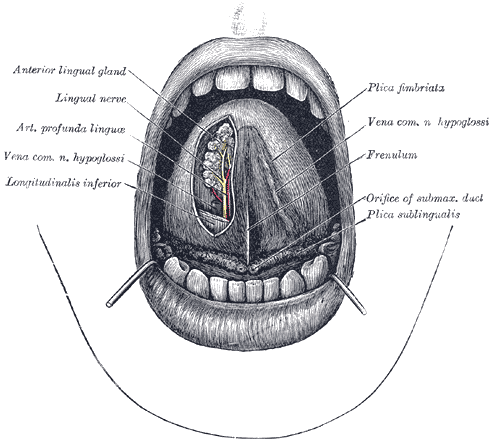 Anterior lingual gland
Lingual nerve
Art. profunda linguæ
Vena com. n. hypoglossi
Longitudinalis inferior
Plica fimbriata
Vena com. n hypoglossi
Frenulum
Orifice of submax. duct
Plica sublingualis